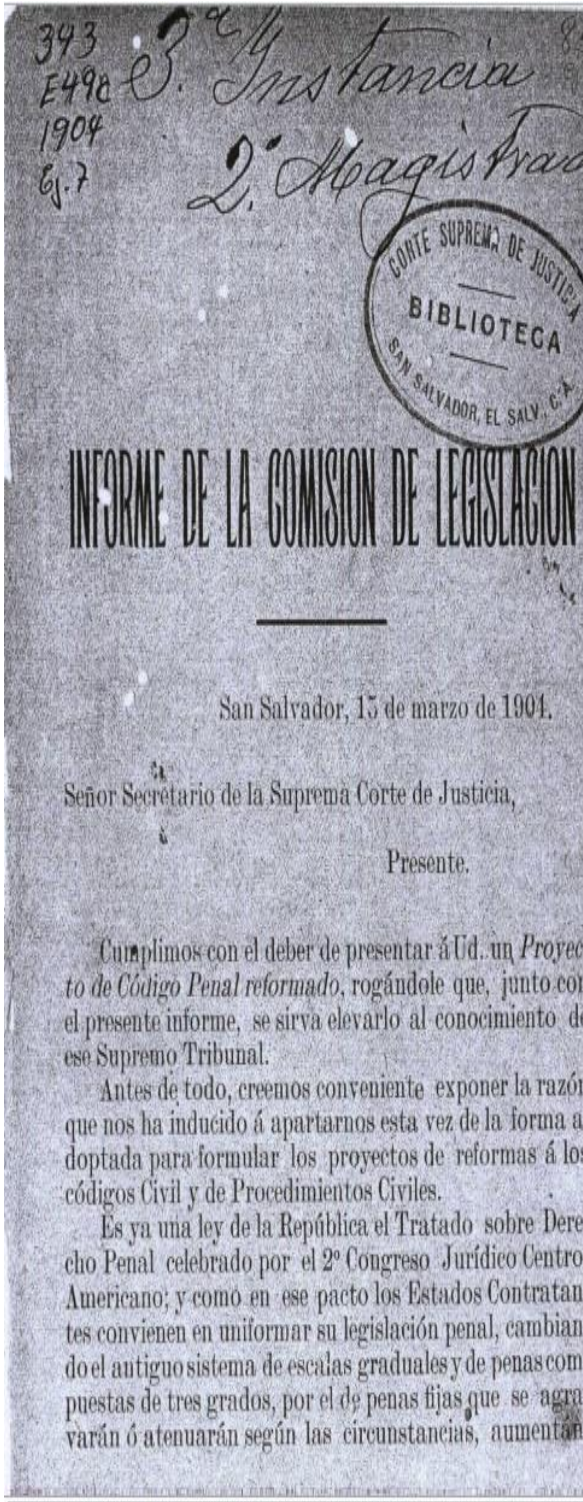 343
E49c
1904
Ej. 7
3.ª Instancia
2.º Magistrad
CORTE SUPREMA DE JUSTICIA
BIBLIOTECA
SAN SALVADOR, EL SALV., C. A.
INFORME DE LA COMISION DE LEGISLACION
San Salvador, 15 de marzo de 1904.
Señor Secretario de la Suprema Corte de Justicia,
Presente.
Cumplimos con el deber de presentar á Ud. un Proyec
to de Código Penal reformado, rogándole que, junto con
el presente informe, se sirva elevarlo al conocimiento de
ese Supremo Tribunal.
Antes de todo, creemos conveniente exponer la razón
que nos ha inducido á apartarnos esta vez de la forma a
doptada para formular los proyectos de reformas á los
códigos Civil y de Procedimientos Civiles.
Es ya una ley de la República el Tratado sobre Dere
cho Penal celebrado por el 2º Congreso Jurídico Centro
Americano; y como en ese pacto los Estados Contratan
tes convienen en uniformar su legislación penal, cambian
do el antiguo sistema de escalas graduales y de penas com
puestas de tres grados, por el de penas fijas que se agra
varán ó atenuarán según las circunstancias, aumentan